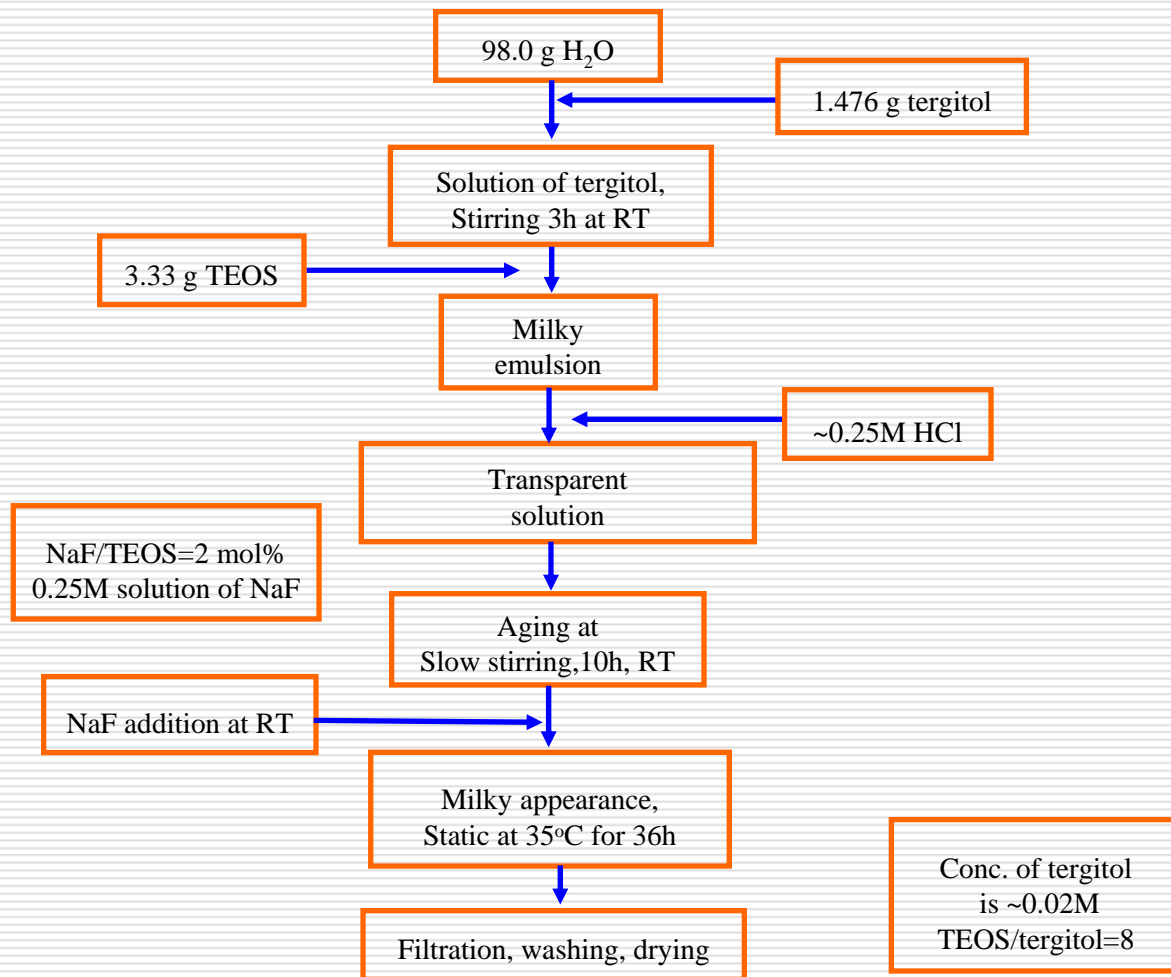 98.0 g H₂O
1.476 g tergitol
Solution of tergitol,
Stirring 3h at RT
3.33 g TEOS
Milky
emulsion
~0.25M HCl
Transparent
solution
NaF/TEOS=2 mol%
0.25M solution of NaF
Aging at
Slow stirring,10h, RT
NaF addition at RT
Milky appearance,
Static at 35°C for 36h
Conc. of tergitol
is ~0.02M
TEOS/tergitol=8
Filtration, washing, drying